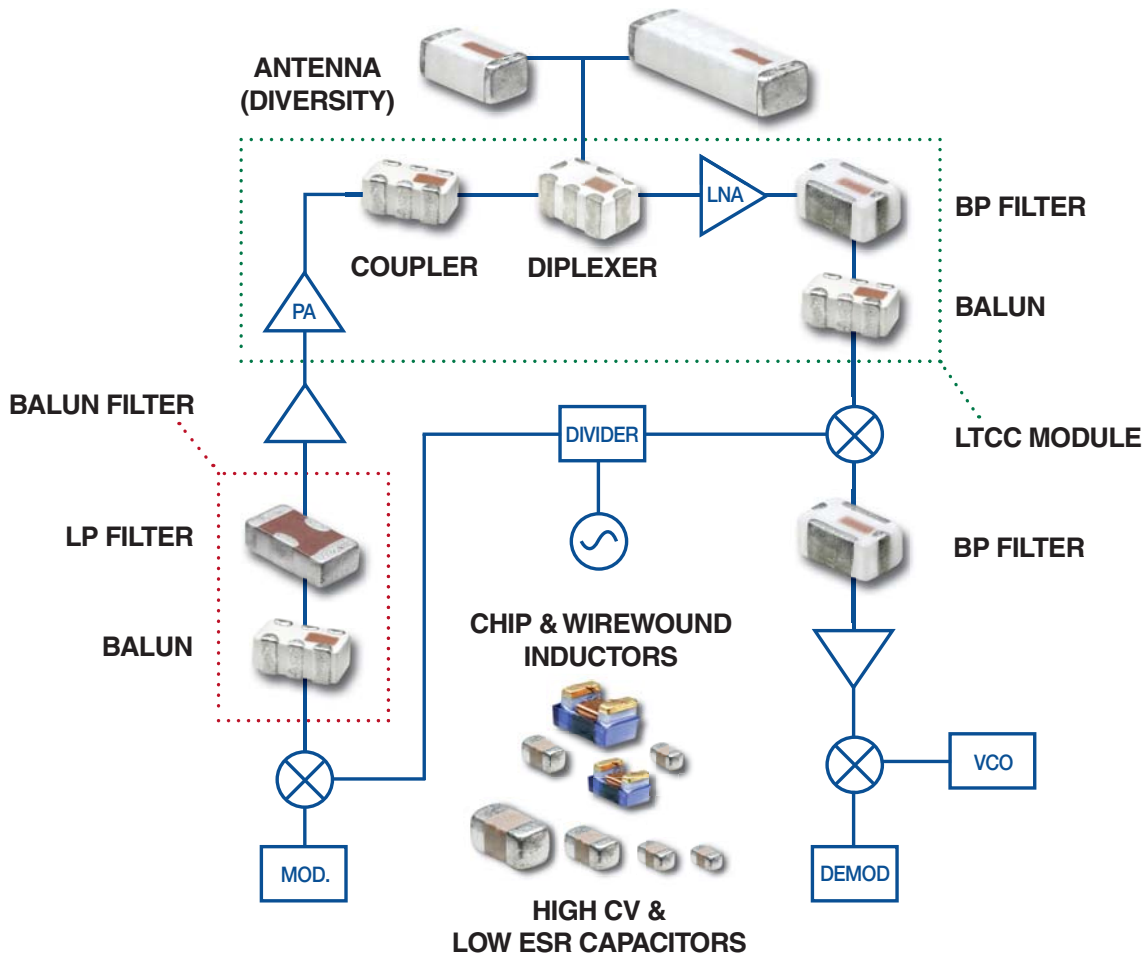 ANTENNA
(DIVERSITY)
LNA
BP FILTER
COUPLER
DIPLEXER
PA
BALUN
BALUN FILTER
DIVIDER
LTCC MODULE
LP FILTER
BP FILTER
BALUN
CHIP & WIREWOUND
INDUCTORS
VCO
MOD.
DEMOD
HIGH CV &
LOW ESR CAPACITORS